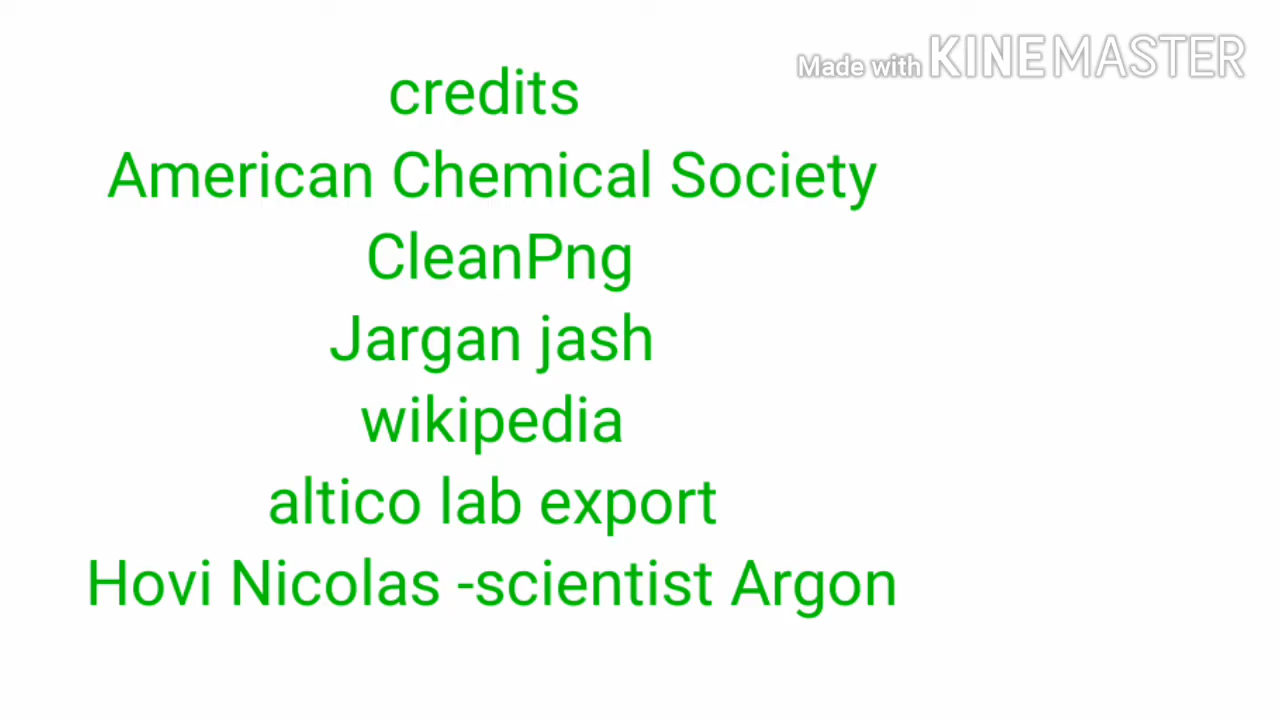 Made with KINEMASTER
credits
American Chemical Society
CleanPng
Jargan jash
wikipedia
altico lab export
Hovi Nicolas -scientist Argon